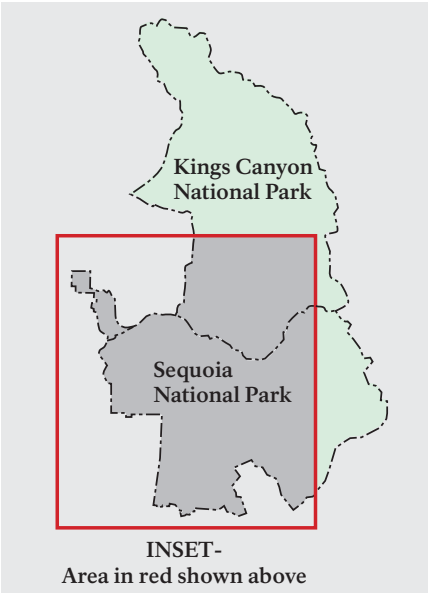 Kings Canyon
National Park
Sequoia
National Park
INSET-
Area in red shown above